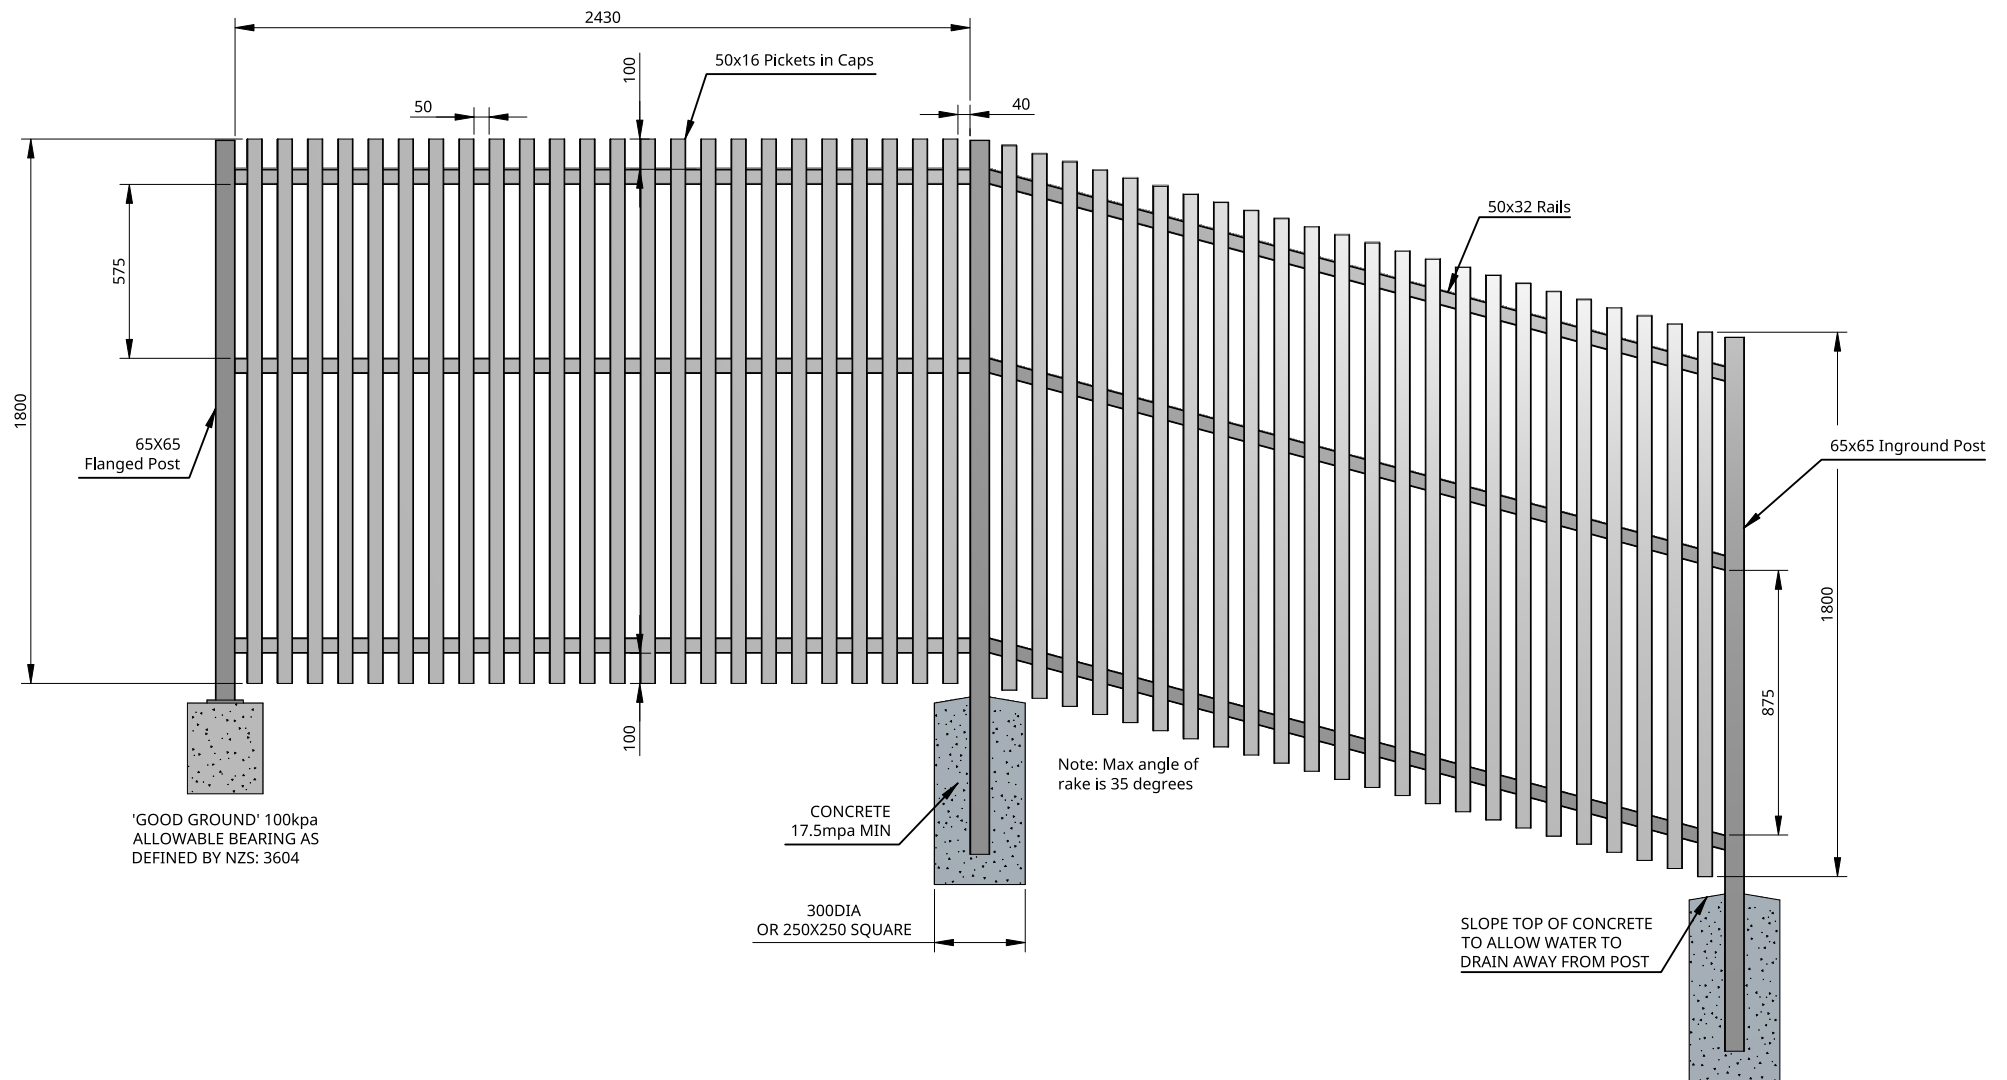 2430
50x16 Pickets in Caps
100
50
40
50x32 Rails
575
1800
65X65
Flanged Post
65x65 Inground Post
1800
875
100
Note: Max angle of
rake is 35 degrees
CONCRETE
17.5mpa MIN
'GOOD GROUND' 100kpa
ALLOWABLE BEARING AS
DEFINED BY NZS: 3604
300DIA
OR 250X250 SQUARE
SLOPE TOP OF CONCRETE
TO ALLOW WATER TO
DRAIN AWAY FROM POST